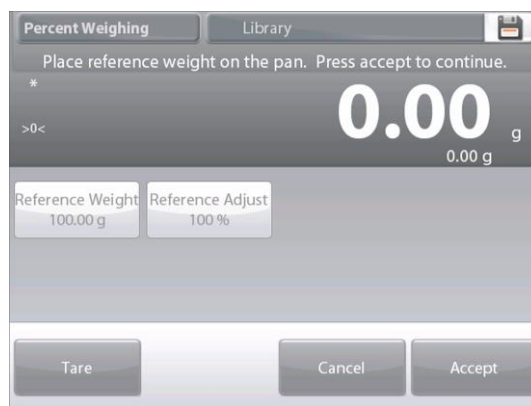 Percent Weighing Library
Place reference weight on the pan. Press accept to continue.
*
0.00 g
>0<
0.00 g
Reference Weight Reference Adjust
100.00 g 100 %
Tare Cancel Accept